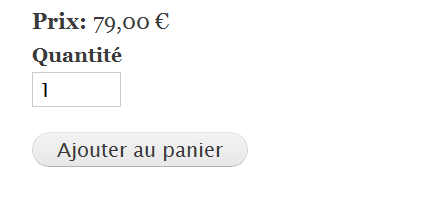 Prix: 79,00 €
Quantité
1
Ajouter au panier